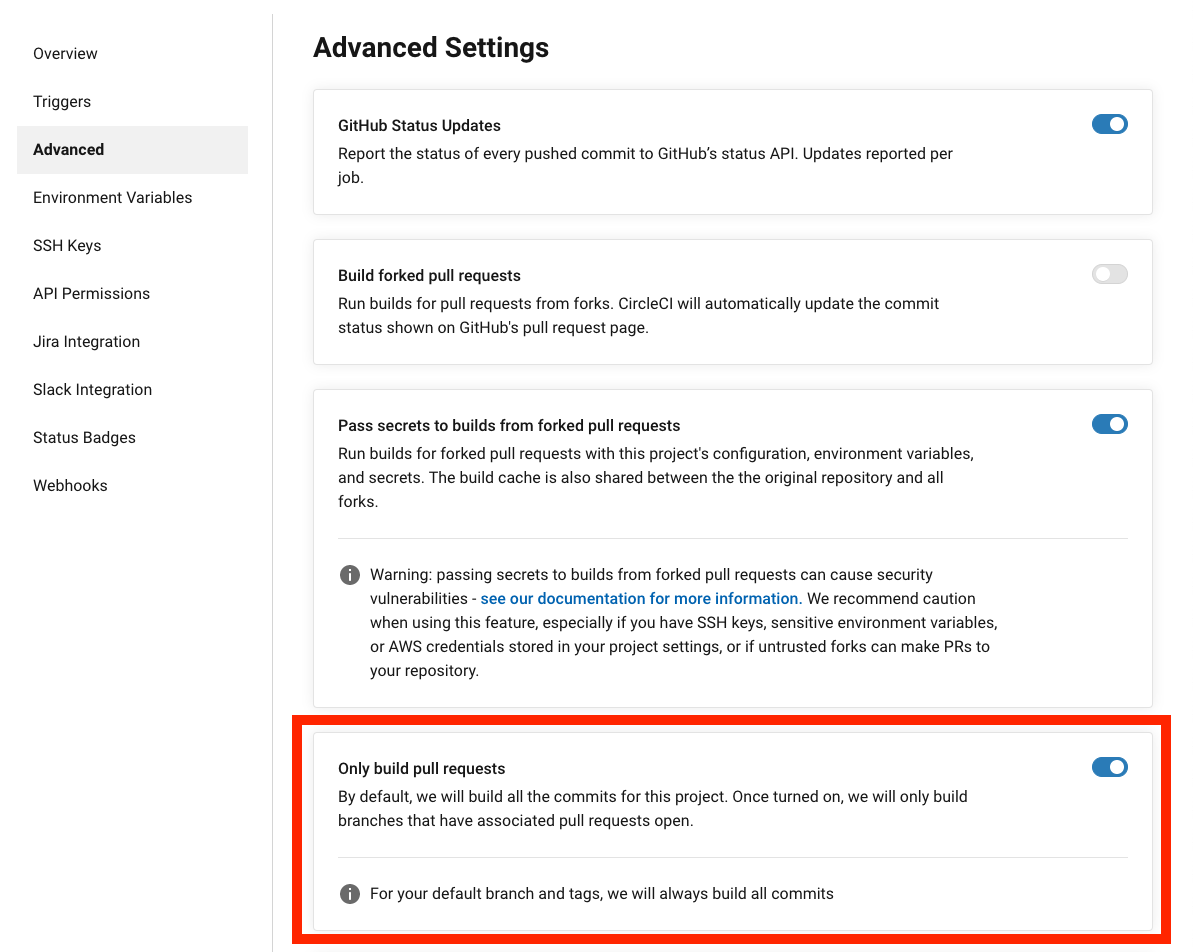 Overview
Triggers
Advanced
Environment Variables
SSH Keys
API Permissions
Jira Integration
Slack Integration
Status Badges
Webhooks
Advanced Settings
GitHub Status Updates
Report the status of every pushed commit to GitHub’s status API. Updates reported per
job.
Build forked pull requests
Run builds for pull requests from forks. CircleCI will automatically update the commit
status shown on GitHub's pull request page.
Pass secrets to builds from forked pull requests
Run builds for forked pull requests with this project's configuration, environment variables,
and secrets. The build cache is also shared between the the original repository and all
forks.
Warning: passing secrets to builds from forked pull requests can cause security
vulnerabilities - see our documentation for more information. We recommend caution
when using this feature, especially if you have SSH keys, sensitive environment variables,
or AWS credentials stored in your project settings, or if untrusted forks can make PRs to
your repository.
Only build pull requests
By default, we will build all the commits for this project. Once turned on, we will only build
branches that have associated pull requests open.
For your default branch and tags, we will always build all commits